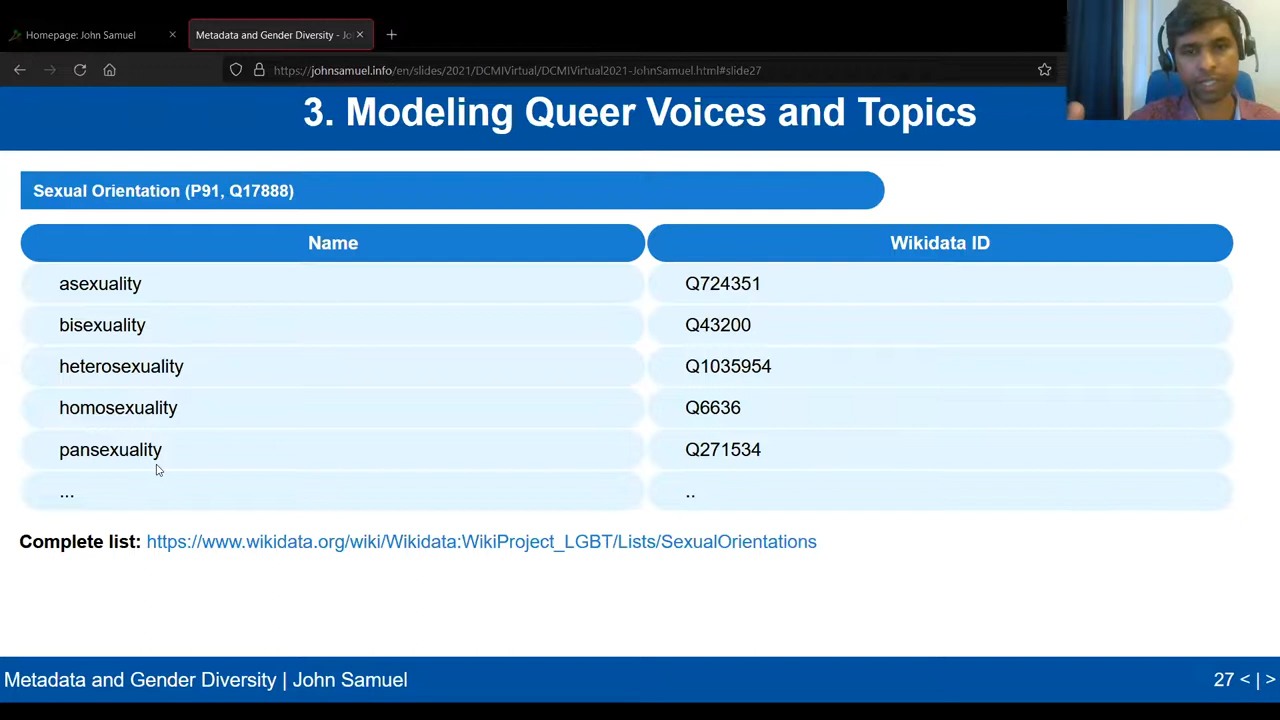 Homepage: John Samuel
Metadata and Gender Diversity - Jo
https://johnsamuel.info/en/slides/2021/DCMIVirtual/DCMIVirtual2021-JohnSamuel.html#slide27
3. Modeling Queer Voices and Topics
Sexual Orientation (P91, Q17888)
Name Wikidata ID
asexuality Q724351
bisexuality Q43200
heterosexuality Q1035954
homosexuality Q6636
pansexuality Q271534
... ..
Complete list: https://www.wikidata.org/wiki/Wikidata:WikiProject_LGBT/Lists/SexualOrientations
Metadata and Gender Diversity | John Samuel 27 < | >